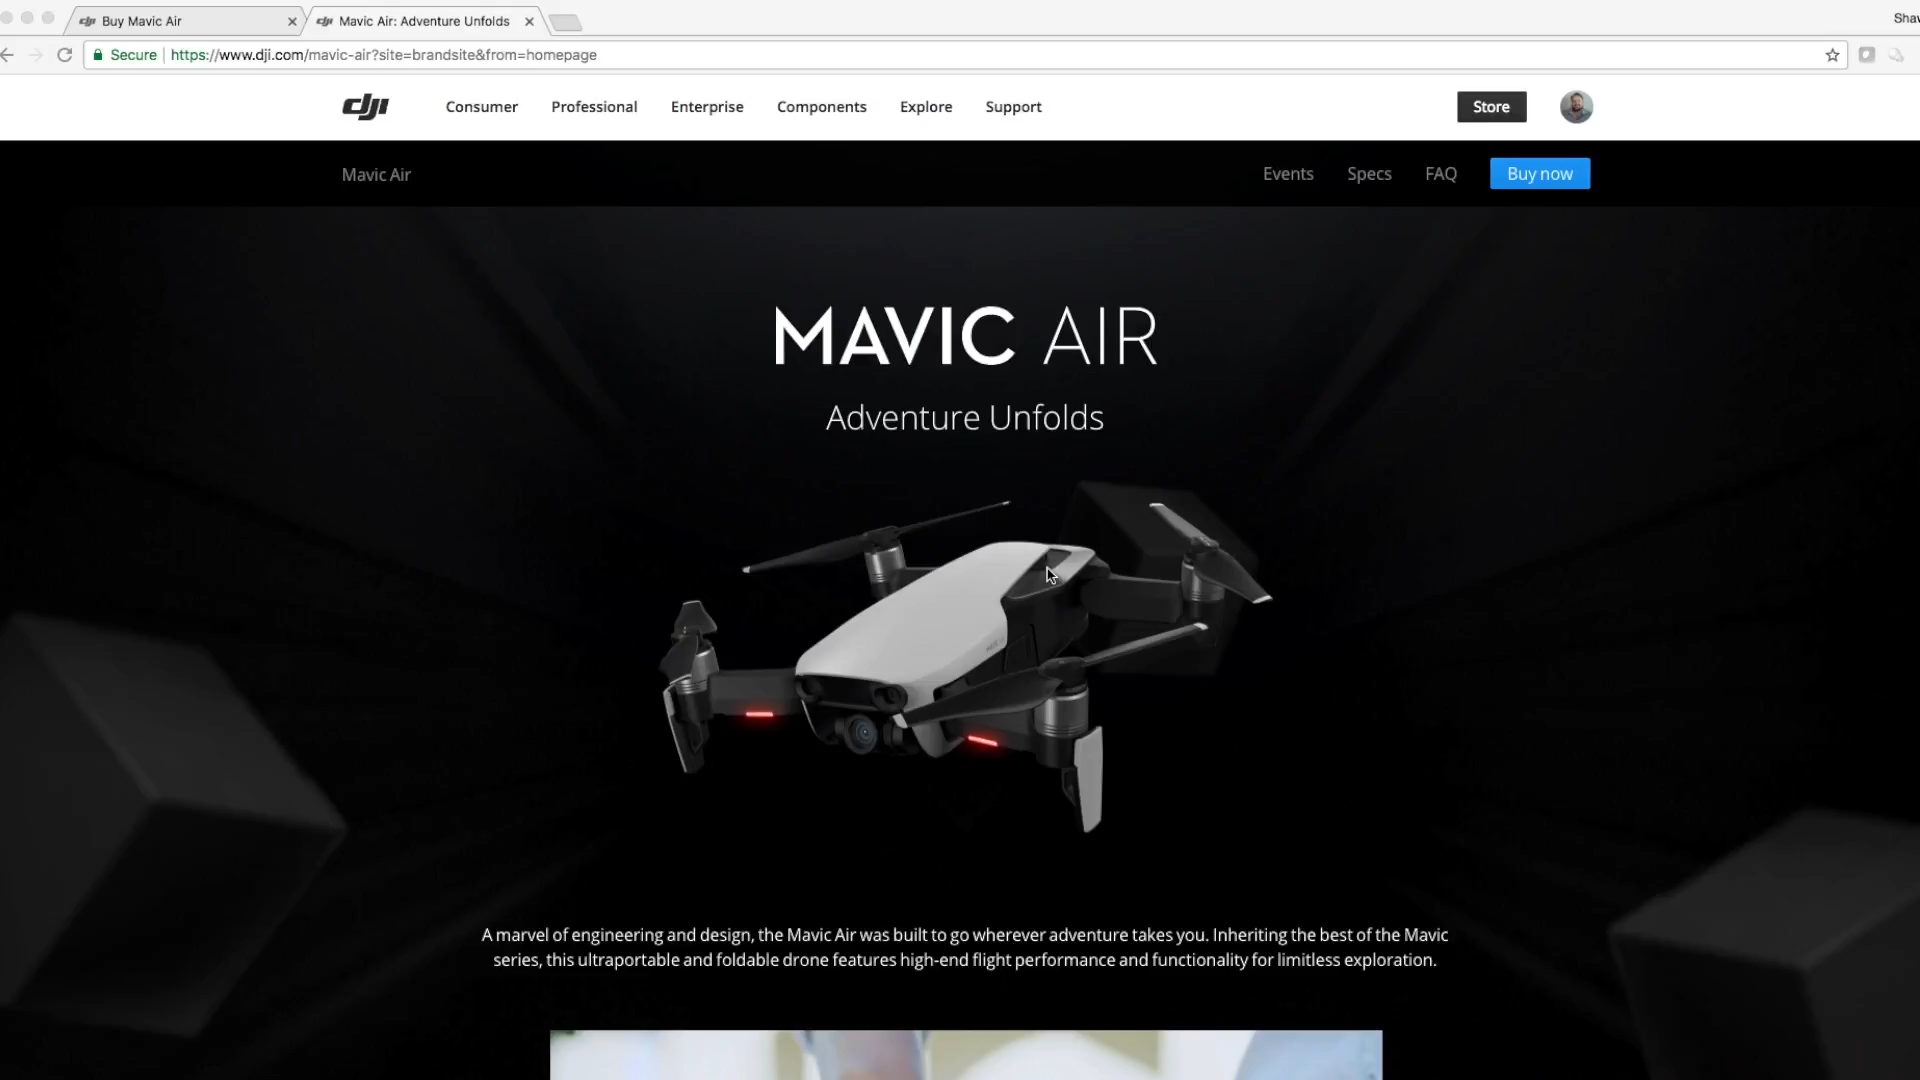 Buy Mavic Air
Mavic Air: Adventure Unfolds
Shaw
Secure
https://www.dji.com/mavic-air?site=brandsite&from=homepage
dji
Consumer
Professional
Enterprise
Components
Explore
Support
Store
Mavic Air
Events
Specs
FAQ
Buy now
MAVIC AIR
Adventure Unfolds
A marvel of engineering and design, the Mavic Air was built to go wherever adventure takes you. Inheriting the best of the Mavic
series, this ultraportable and foldable drone features high-end flight performance and functionality for limitless exploration.